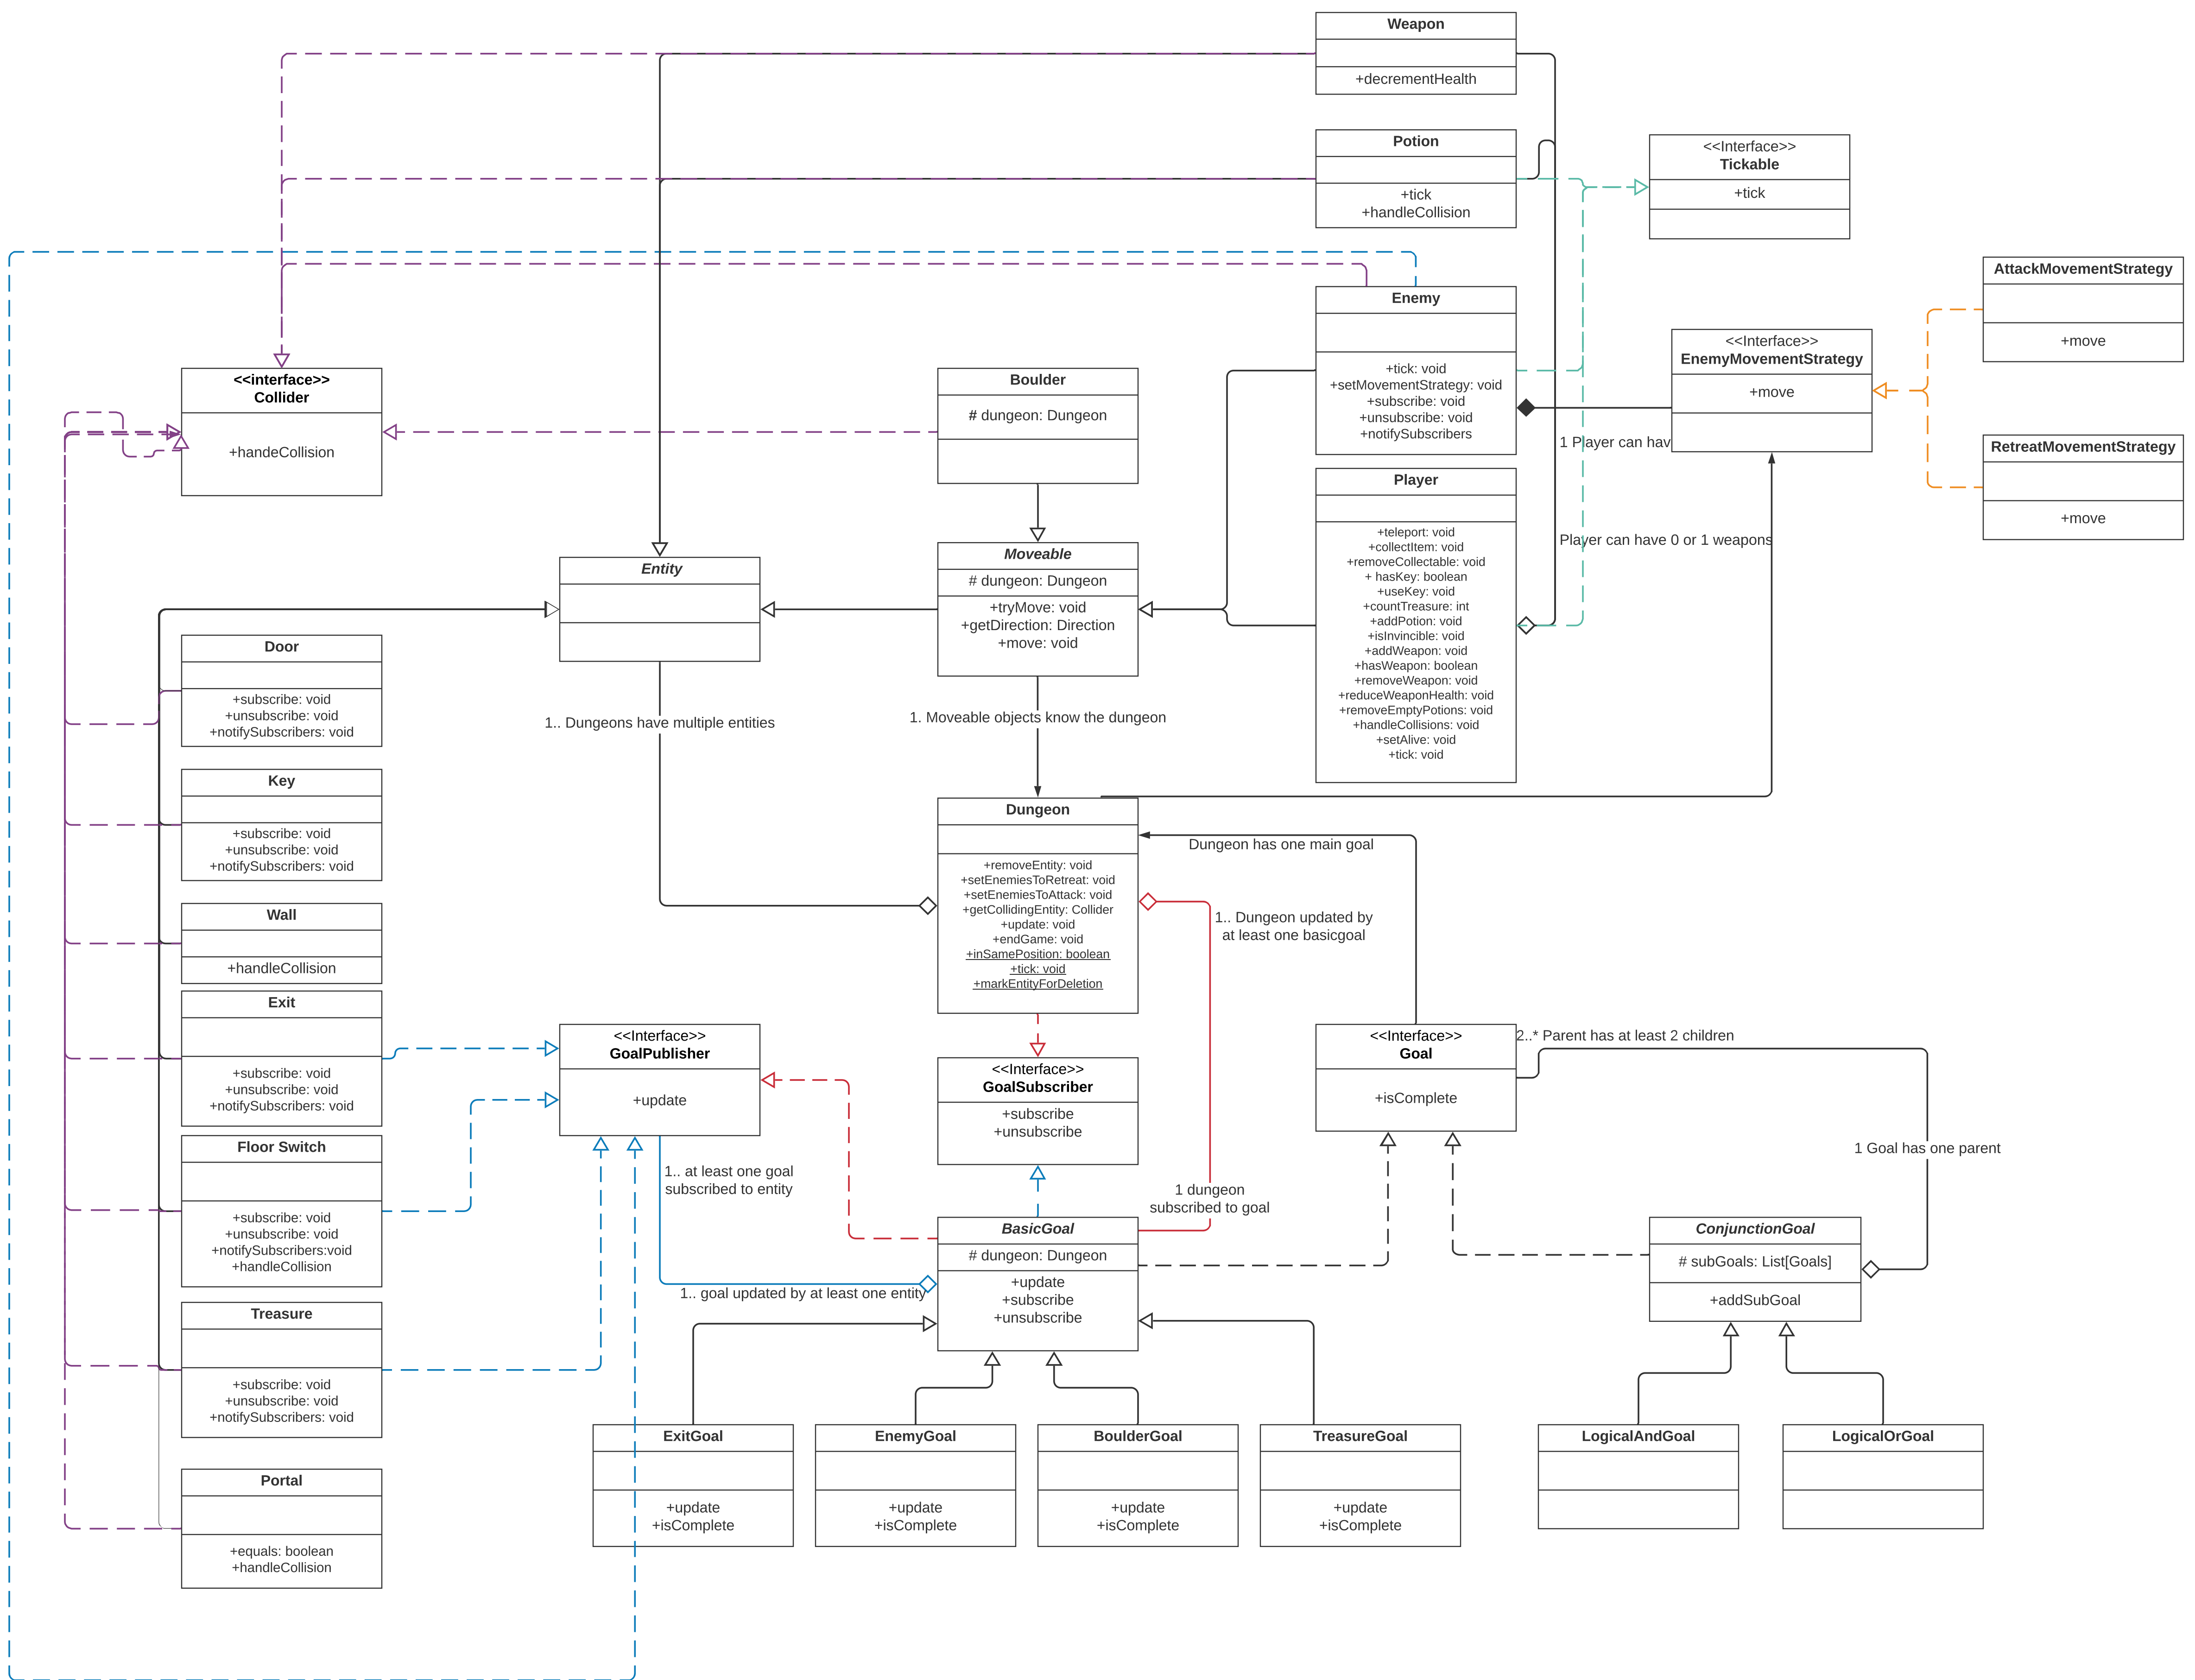 Weapon
+decrementHealth
Potion
+tick
+handleCollision
<<Interface>>
Tickable
+tick
AttackMovementStrategy
+move
Enemy
+tick: void
+setMovementStrategy: void
+subscribe: void
+unsubscribe: void
+notifySubscribers
<<Interface>>
EnemyMovementStrategy
+move
1 Player can hav
RetreatMovementStrategy
+move
<<interface>>
Collider
+handeCollision
Boulder
# dungeon: Dungeon
Player
+teleport: void
+collectItem: void
+removeCollectable: void
+ hasKey: boolean
+useKey: void
+countTreasure: int
+addPotion: void
+isInvincible: void
+addWeapon: void
+hasWeapon: boolean
+removeWeapon: void
+reduceWeaponHealth: void
+removeEmptyPotions: void
+handleCollisions: void
+setAlive: void
+tick: void
Player can have 0 or 1 weapons
Entity
Moveable
# dungeon: Dungeon
+tryMove: void
+getDirection: Direction
+move: void
Door
+subscribe: void
+unsubscribe: void
+notifySubscribers: void
1.. Dungeons have multiple entities
1. Moveable objects know the dungeon
Key
+subscribe: void
+unsubscribe: void
+notifySubscribers: void
Dungeon
+removeEntity: void
+setEnemiesToRetreat: void
+setEnemiesToAttack: void
+getCollidingEntity: Collider
+update: void
+endGame: void
+inSamePosition: boolean
+tick: void
+markEntityForDeletion
Dungeon has one main goal
1.. Dungeon updated by
at least one basicgoal
Wall
+handleCollision
Exit
+subscribe: void
+unsubscribe: void
+notifySubscribers: void
<<Interface>>
GoalPublisher
+update
<<Interface>>
GoalSubscriber
+subscribe
+unsubscribe
<<Interface>>
Goal
+isComplete
2..* Parent has at least 2 children
1 Goal has one parent
Floor Switch
+subscribe: void
+unsubscribe: void
+notifySubscribers:void
+handleCollision
1.. at least one goal
subscribed to entity
1 dungeon
subscribed to goal
BasicGoal
# dungeon: Dungeon
+update
+subscribe
+unsubscribe
1.. goal updated by at least one entity
ConjunctionGoal
# subGoals: List[Goals]
+addSubGoal
Treasure
+subscribe: void
+unsubscribe: void
+notifySubscribers: void
ExitGoal
+update
+isComplete
EnemyGoal
+update
+isComplete
BoulderGoal
+update
+isComplete
TreasureGoal
+update
+isComplete
LogicalAndGoal
LogicalOrGoal
Portal
+equals: boolean
+handleCollision